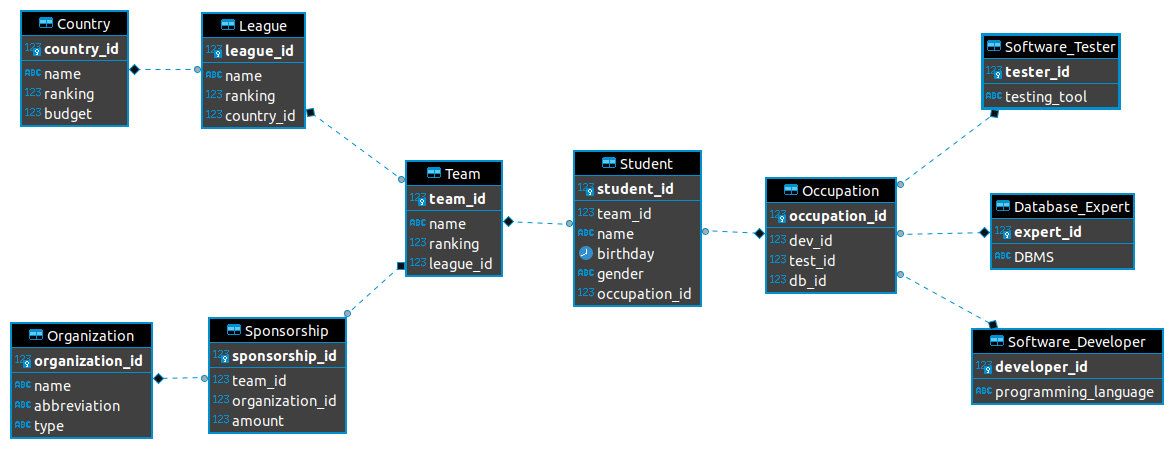 Country
123 country_id
ABC name
123 ranking
123 budget
League
123 league_id
ABC name
123 ranking
123 country_id
Team
123 team_id
ABC name
123 ranking
123 league_id
Organization
123 organization_id
ABC name
ABC abbreviation
ABC type
Sponsorship
123 sponsorship_id
123 team_id
123 organization_id
123 amount
Student
123 student_id
123 team_id
ABC name
birthday
ABC gender
123 occupation_id
Occupation
123 occupation_id
123 dev_id
123 test_id
123 db_id
Software_Tester
123 tester_id
ABC testing_tool
Database_Expert
123 expert_id
ABC DBMS
Software_Developer
123 developer_id
ABC programming_language